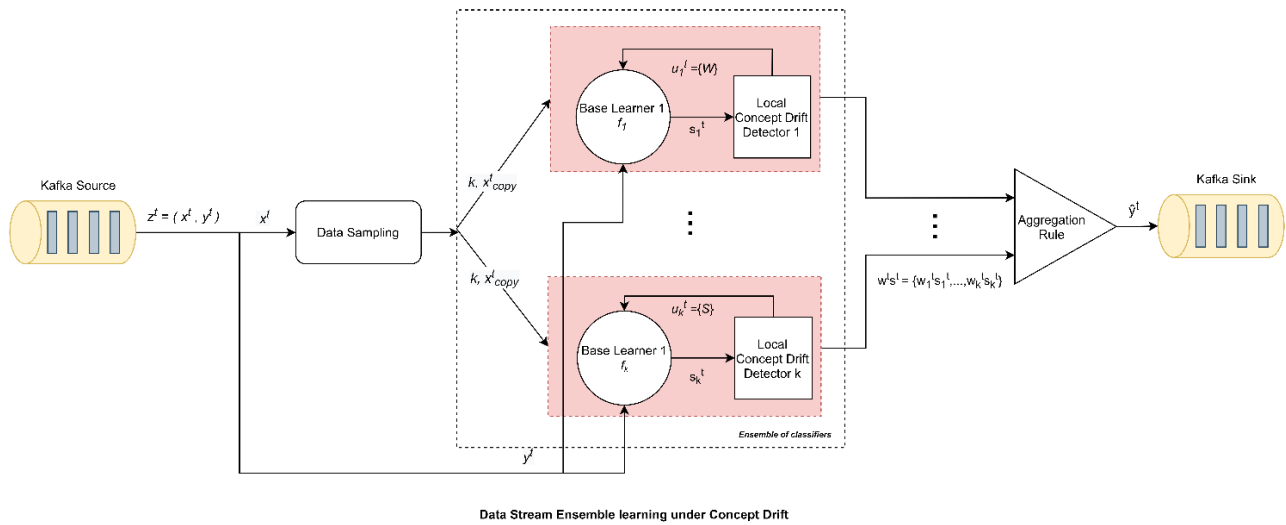 Kafka Source
z^t = ( x^t , y^t )
x^t
Data Sampling
k, x^t_copy
k, x^t_copy
u_1^t ={W}
Base Learner 1
f_1
s_1^t
Local
Concept Drift
Detector 1
u_k^t ={S}
Base Learner 1
f_k
s_k^t
Local
Concept Drift
Detector k
Ensemble of classifiers
y^t
Aggregation
Rule
w^t s^t = {w_1^t s_1^t,...,w_k^t s_k^t}
ŷ^t
Kafka Sink
Data Stream Ensemble learning under Concept Drift